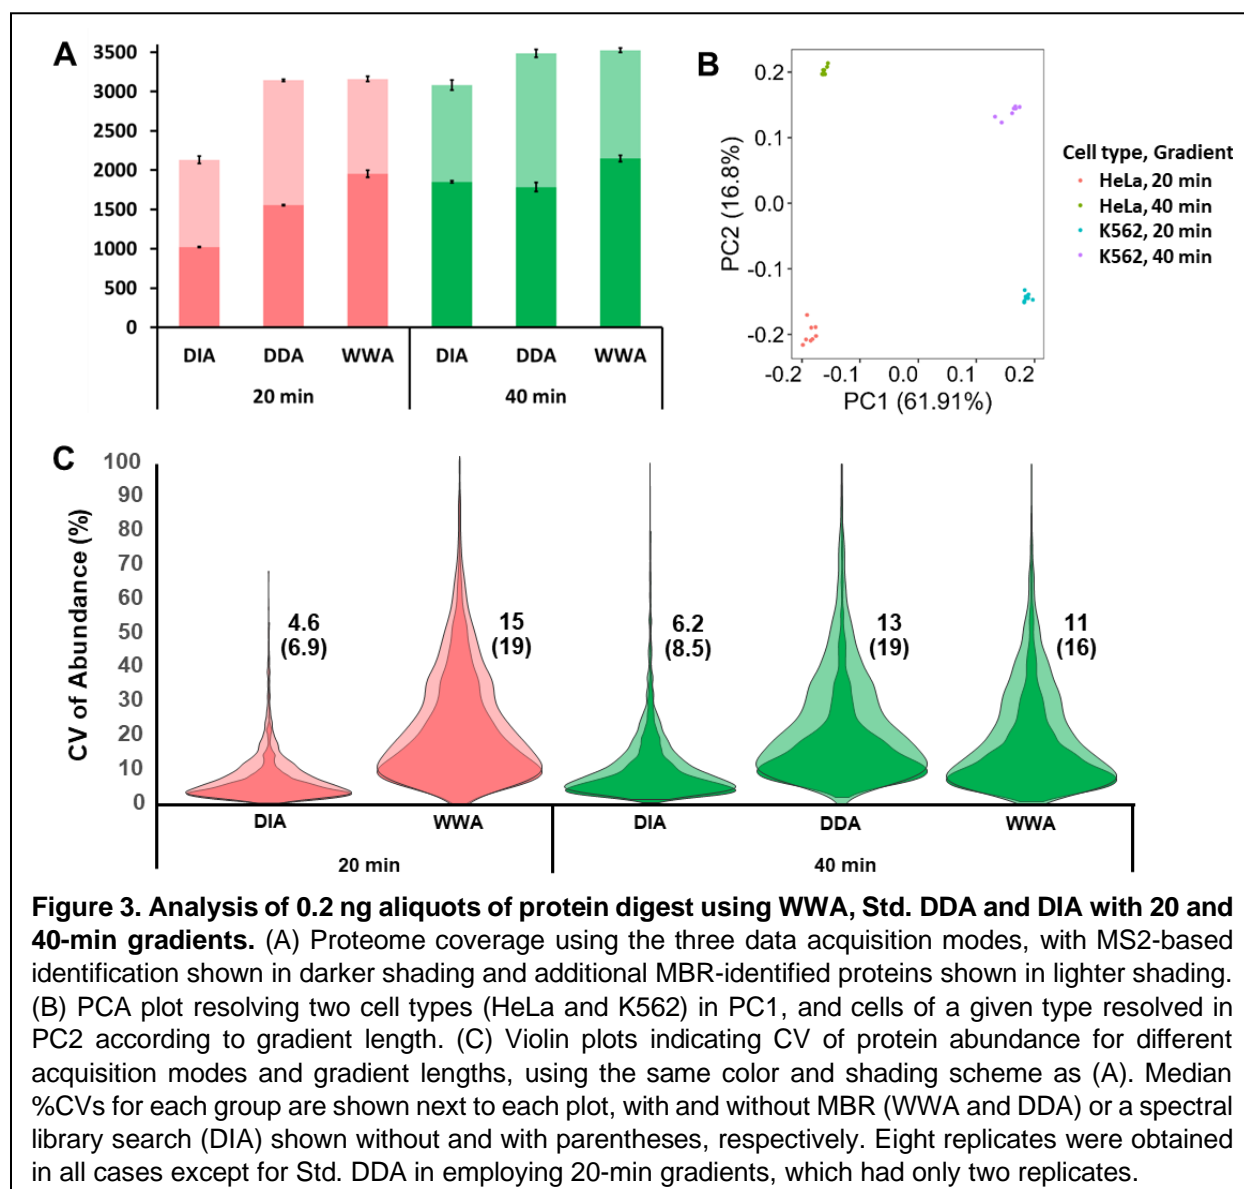 A
3500
3000
2500
2000
1500
1000
500
0
DIA DDA WWA DIA DDA WWA
20 min 40 min
B
0.2
0.1
0.0
-0.1
-0.2
PC2 (16.8%)
-0.2 -0.1 0.0 0.1 0.2
PC1 (61.91%)
Cell type, Gradient
HeLa, 20 min
HeLa, 40 min
K562, 20 min
K562, 40 min
C
CV of Abundance (%)
100
90
80
70
60
50
40
30
20
10
0
4.6
(6.9)
15
(19)
6.2
(8.5)
13
(19)
11
(16)
DIA WWA DIA DDA WWA
20 min 40 min
Figure 3. Analysis of 0.2 ng aliquots of protein digest using WWA, Std. DDA and DIA with 20 and
40-min gradients. (A) Proteome coverage using the three data acquisition modes, with MS2-based
identification shown in darker shading and additional MBR-identified proteins shown in lighter shading.
(B) PCA plot resolving two cell types (HeLa and K562) in PC1, and cells of a given type resolved in
PC2 according to gradient length. (C) Violin plots indicating CV of protein abundance for different
acquisition modes and gradient lengths, using the same color and shading scheme as (A). Median
%CVs for each group are shown next to each plot, with and without MBR (WWA and DDA) or a spectral
library search (DIA) shown without and with parentheses, respectively. Eight replicates were obtained
in all cases except for Std. DDA in employing 20-min gradients, which had only two replicates.